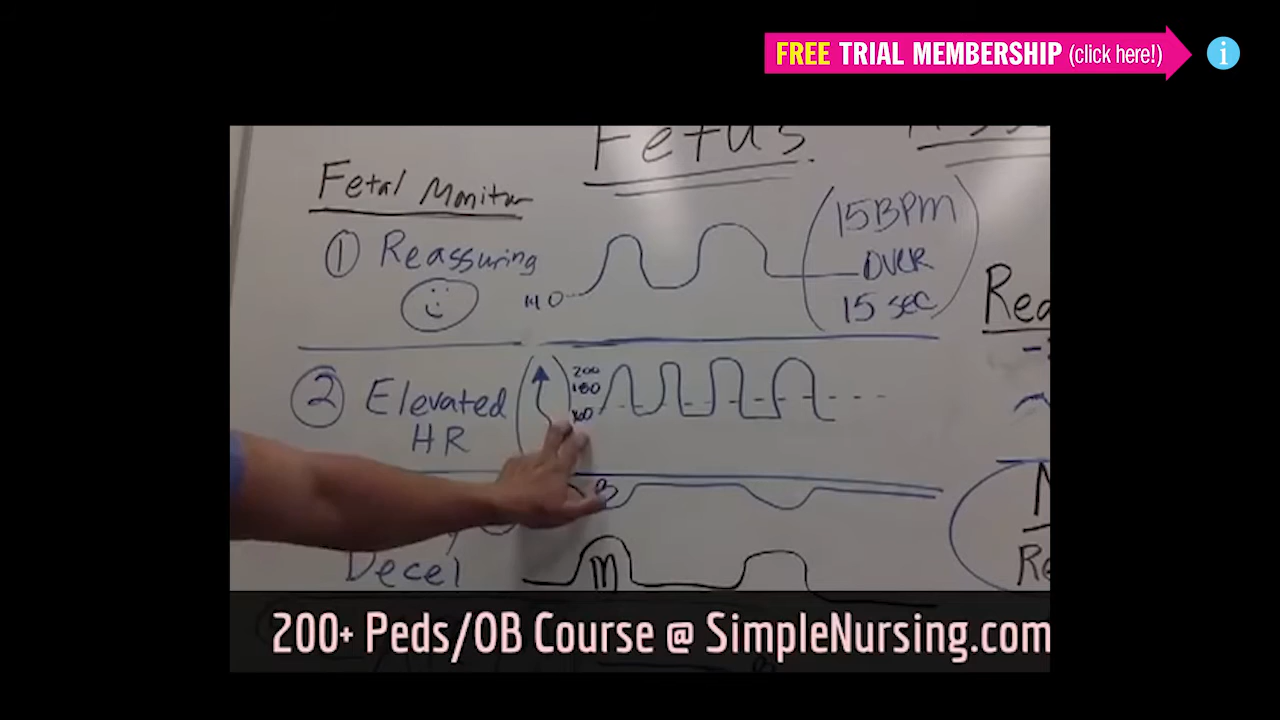 FREE TRIAL MEMBERSHIP (click here!)
i
Fetus.
Fetal Monitor
1 Reassuring
140
15 BPM
OVER
15 sec
2 Elevated
HR
200
180
160
B
Decel
M
200+ Peds/OB Course @ SimpleNursing.com